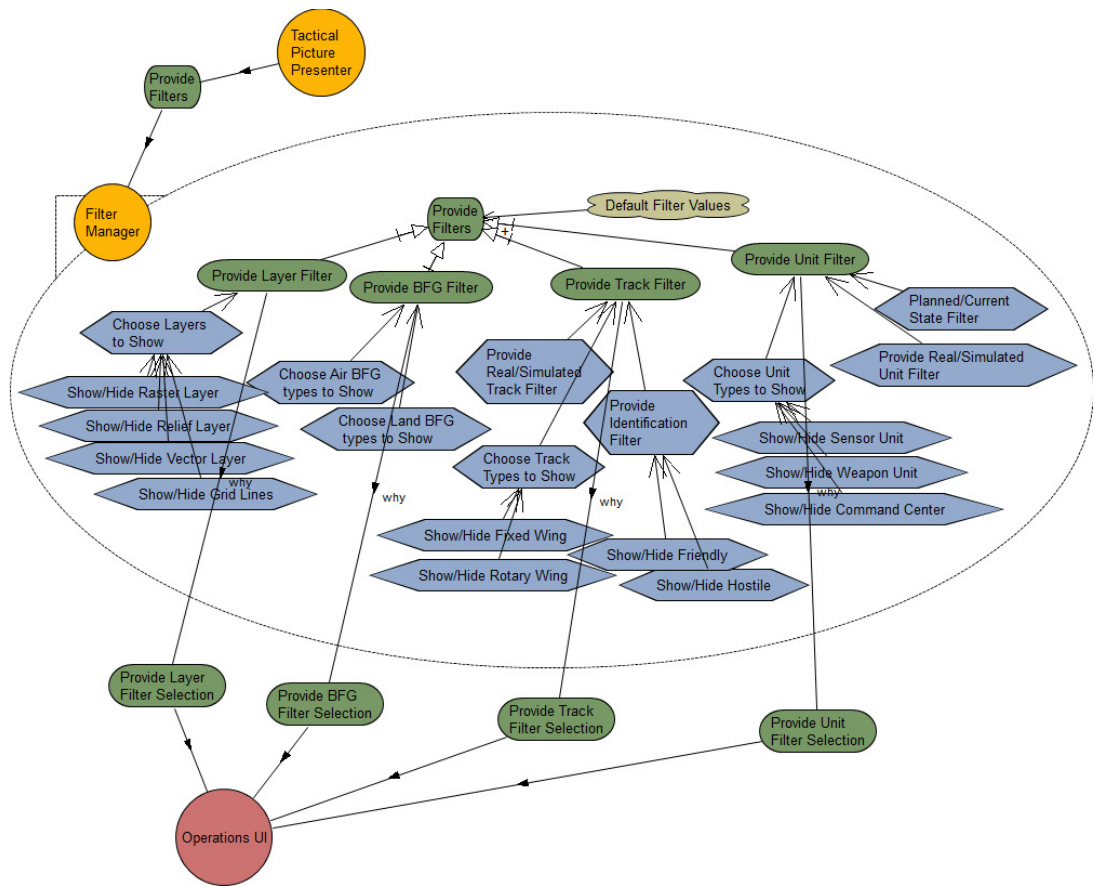 Tactical
Picture
Presenter
Provide
Filters
Filter
Manager
Provide
Filters
Default Filter Values
+
Provide Layer Filter
Provide BFG Filter
Provide Track Filter
Provide Unit Filter
Planned/Current
State Filter
Choose Layers
to Show
Choose Air BFG
types to Show
Provide
Real/Simulated
Track Filter
Choose Unit
Types to Show
Provide Real/Simulated
Unit Filter
Show/Hide Raster Layer
Show/Hide Relief Layer
Show/Hide Vector Layer
Show/Hide Grid Lines
why
Choose Land BFG
types to Show
why
Provide
Identification
Filter
Choose Track
Types to Show
why
Show/Hide Fixed Wing
Show/Hide Rotary Wing
Show/Hide Friendly
Show/Hide Hostile
Show/Hide Sensor Unit
Show/Hide Weapon Unit
why
Show/Hide Command Center
Provide Layer
Filter Selection
Provide BFG
Filter Selection
Provide Track
Filter Selection
Provide Unit
Filter Selection
Operations UI